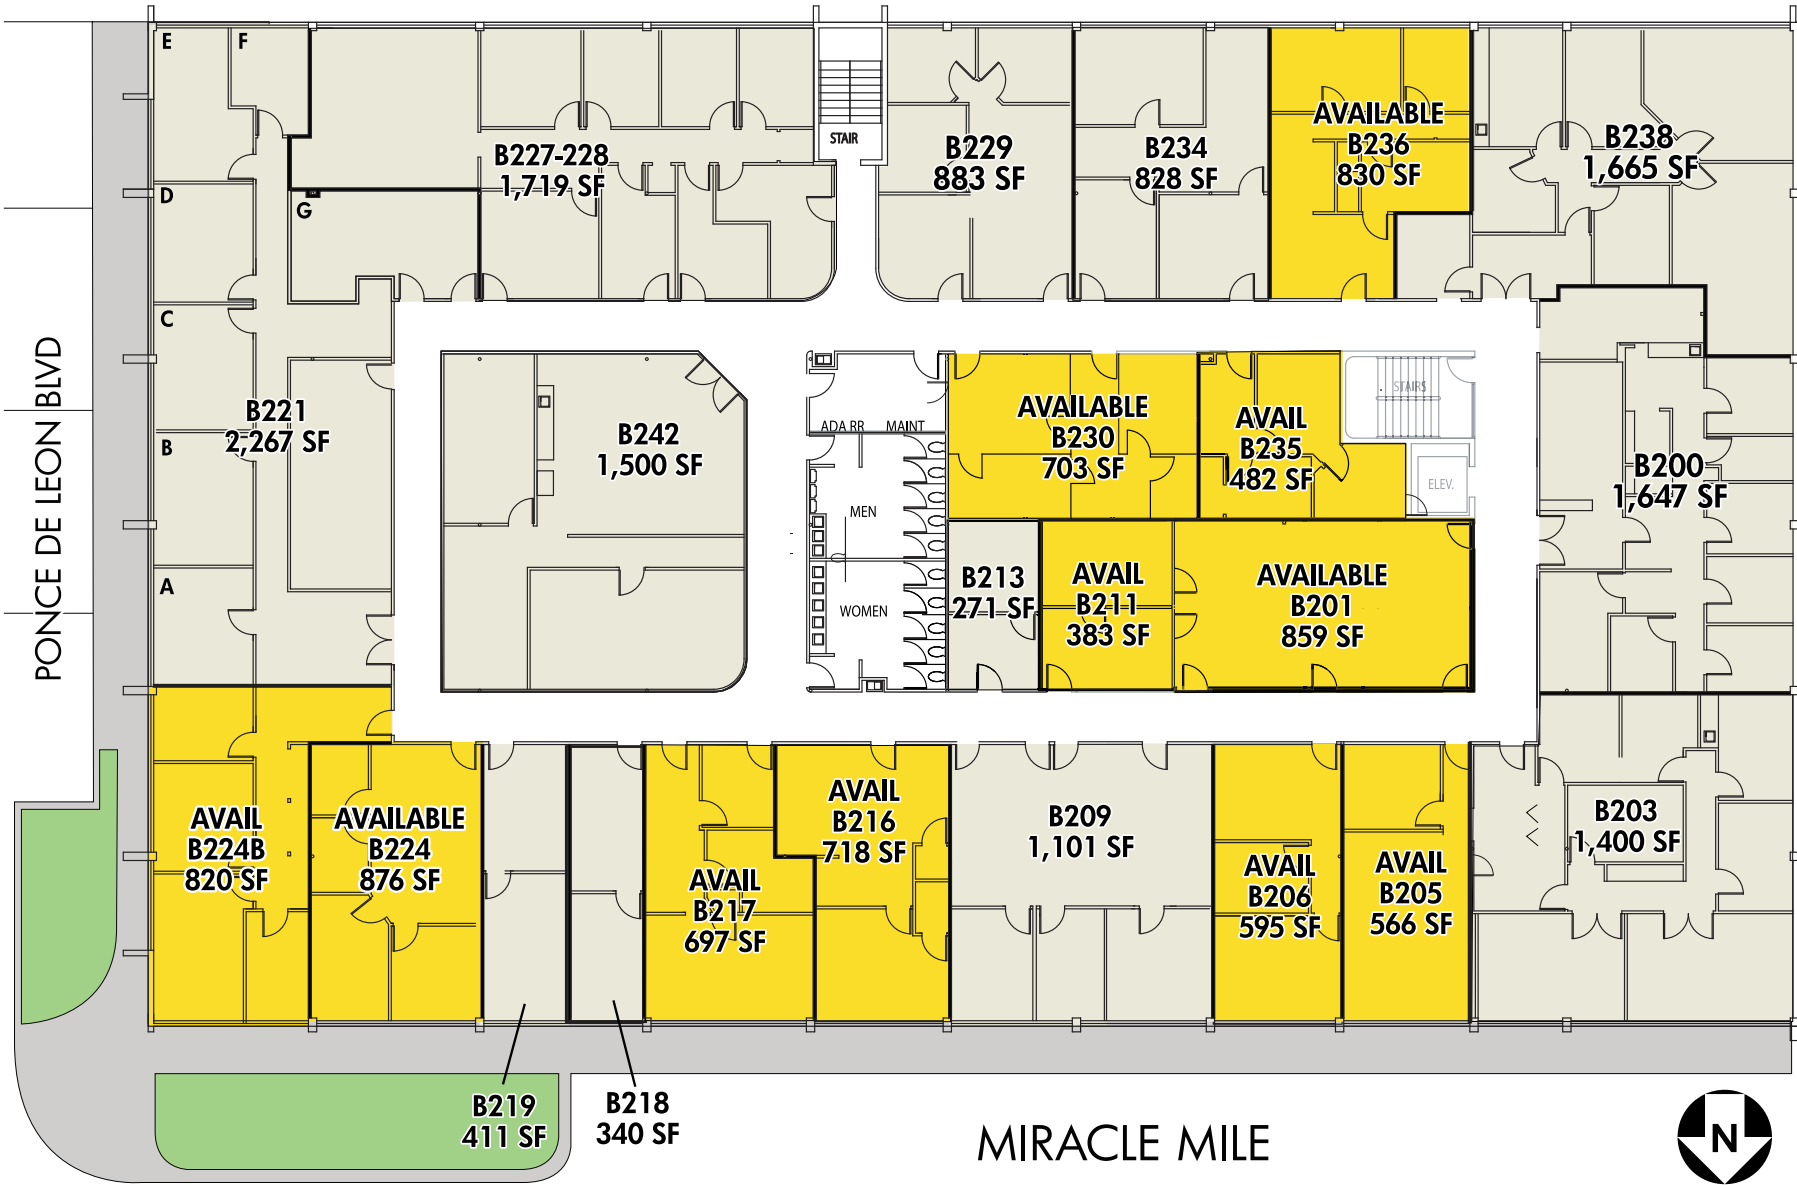 E
F
D
G
C
B
A
B227-228
1,719 SF
STAIR
B229
883 SF
B234
828 SF
AVAILABLE
B236
830 SF
B238
1,665 SF
PONCE DE LEON BLVD
B221
2,267 SF
B242
1,500 SF
ADA RR
MAINT
MEN
WOMEN
AVAILABLE
B230
703 SF
AVAIL
B235
482 SF
STAIRS
ELEV.
B200
1,647 SF
B213
271 SF
AVAIL
B211
383 SF
AVAILABLE
B201
859 SF
AVAIL
B224B
820 SF
AVAILABLE
B224
876 SF
AVAIL
B217
697 SF
AVAIL
B216
718 SF
B209
1,101 SF
AVAIL
B206
595 SF
AVAIL
B205
566 SF
B203
1,400 SF
B219
411 SF
B218
340 SF
MIRACLE MILE
N